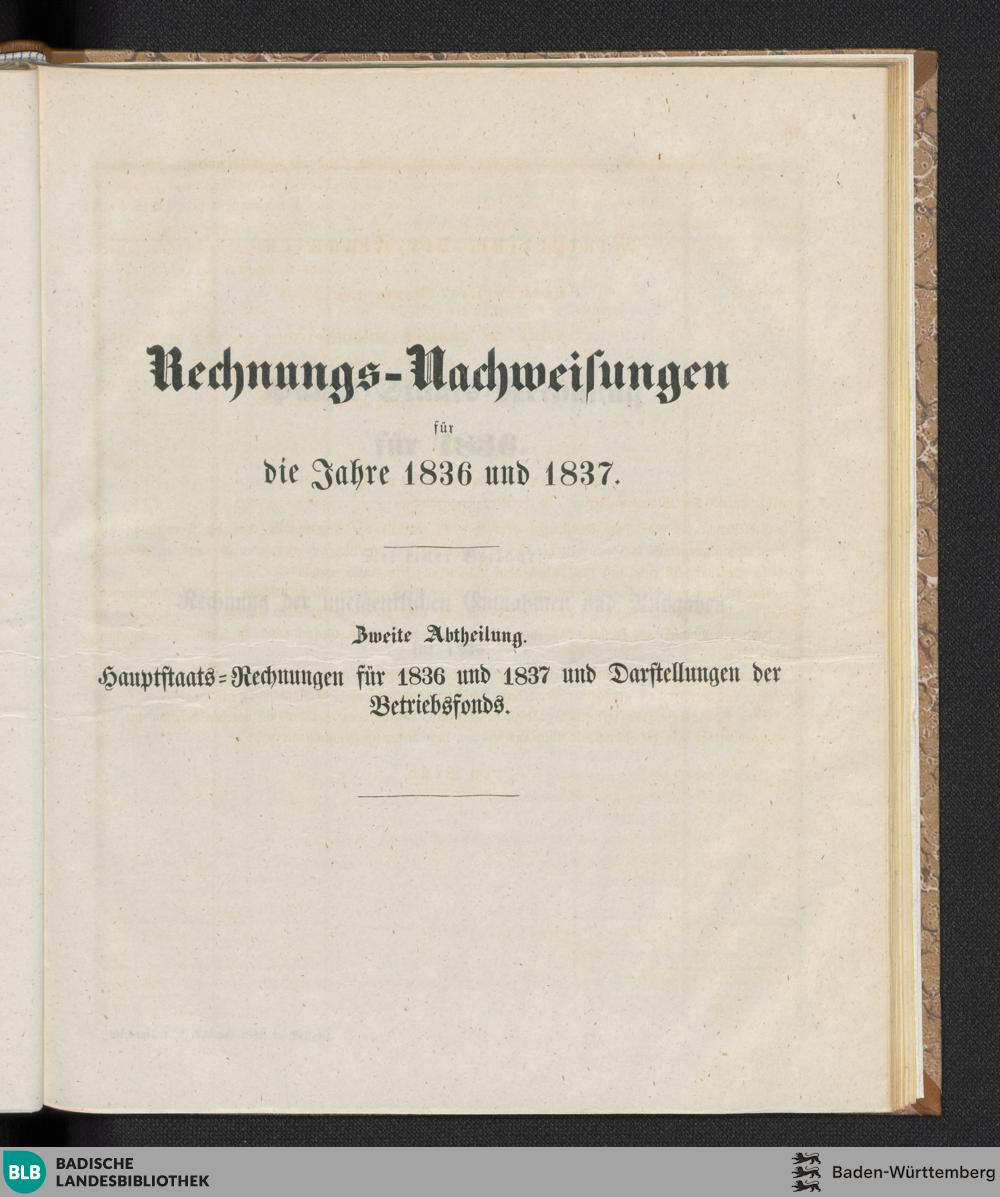 Rechnungs-Nachweiſungen
für
die Jahre 1836 und 1837.
Zweite Abtheilung.
Hauptſtaats-Rechnungen für 1836 und 1837 und Darſtellungen der
Betriebsfonds.
BLB BADISCHE
LANDESBIBLIOTHEK
Baden-Württemberg